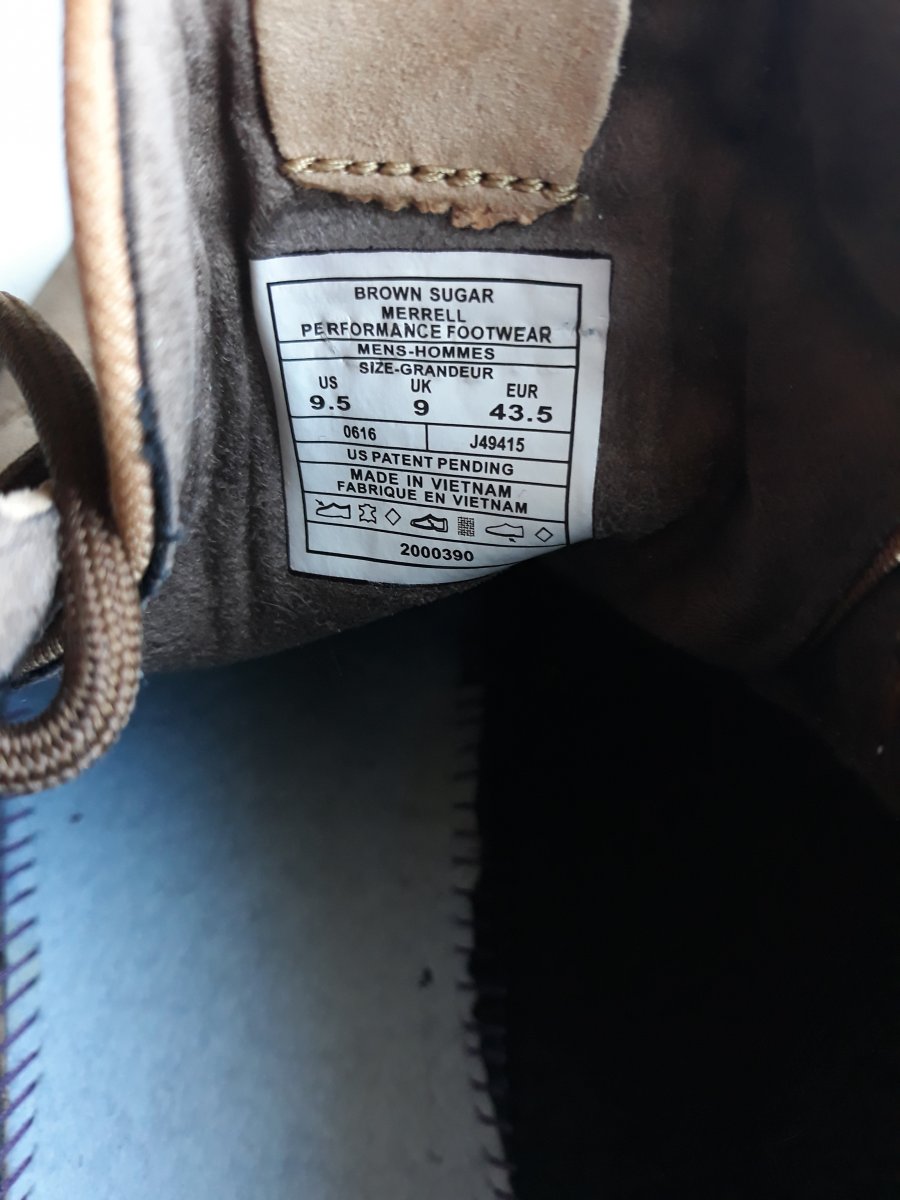 BROWN SUGAR
MERRELL
PERFORMANCE FOOTWEAR
MENS-HOMMES
SIZE-GRANDEUR
US UK EUR
9.5 9 43.5
0616 J49415
US PATENT PENDING
MADE IN VIETNAM
FABRIQUE EN VIETNAM
2000390